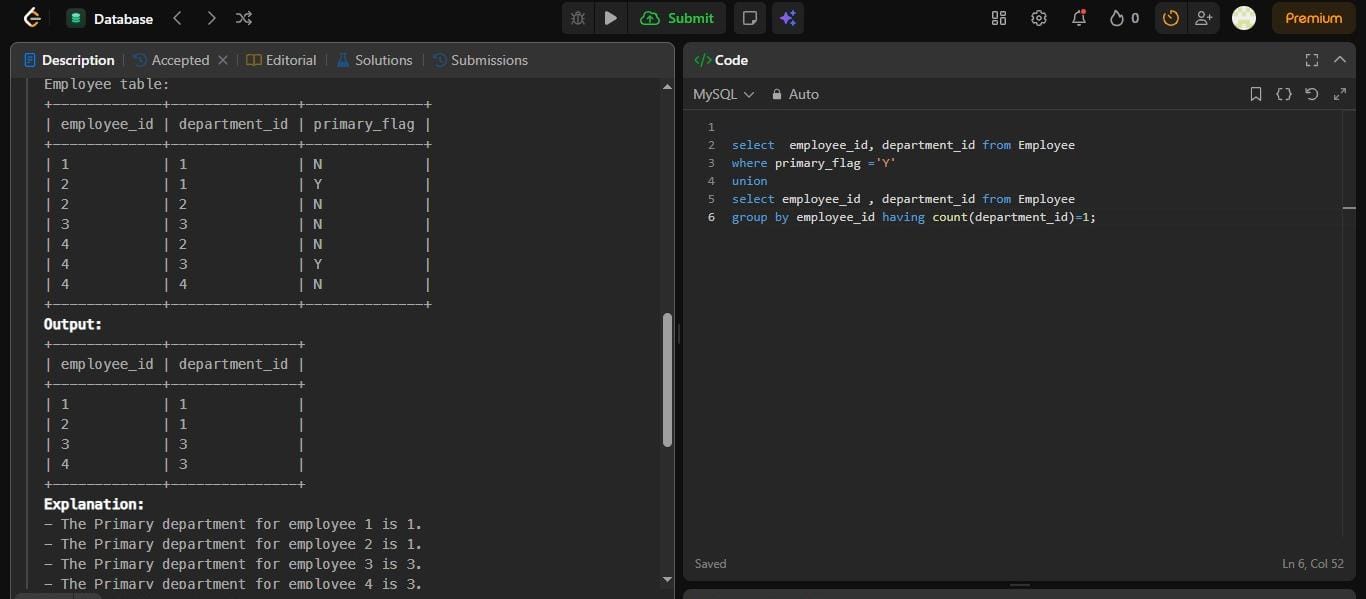 Database
Submit
0
Premium
Description
Accepted
Editorial
Solutions
Submissions
Employee table:
+-------------+---------------+--------------+
| employee_id | department_id | primary_flag |
+-------------+---------------+--------------+
| 1 | 1 | N |
| 2 | 1 | Y |
| 2 | 2 | N |
| 3 | 3 | N |
| 4 | 2 | N |
| 4 | 3 | Y |
| 4 | 4 | N |
+-------------+---------------+--------------+
Output:
+-------------+---------------+
| employee_id | department_id |
+-------------+---------------+
| 1 | 1 |
| 2 | 1 |
| 3 | 3 |
| 4 | 3 |
+-------------+---------------+
Explanation:
- The Primary department for employee 1 is 1.
- The Primary department for employee 2 is 1.
- The Primary department for employee 3 is 3.
- The Primary department for employee 4 is 3.
</> Code
MySQL
Auto
{}
1
2 select  employee_id, department_id from Employee
3 where primary_flag ='Y'
4 union
5 select employee_id , department_id from Employee
6 group by employee_id having count(department_id)=1;
Saved
Ln 6, Col 52